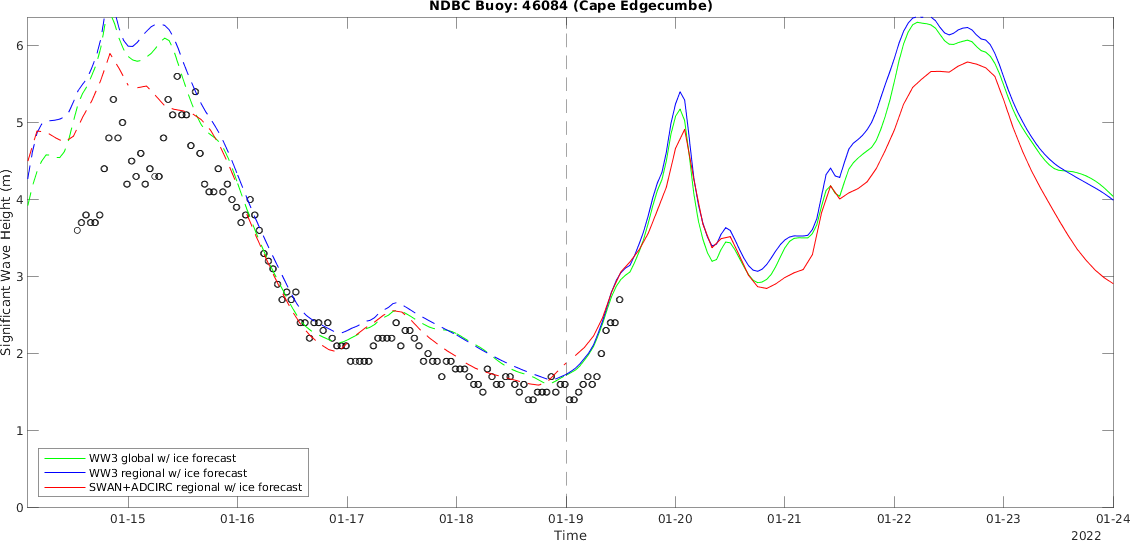 NDBC Buoy: 46084 (Cape Edgecumbe)
Significant Wave Height (m)
6
5
4
3
2
1
0
WW3 global w/ ice forecast
WW3 regional w/ ice forecast
SWAN+ADCIRC regional w/ ice forecast
01-15 01-16 01-17 01-18 01-19 01-20 01-21 01-22 01-23 01-24
Time
2022